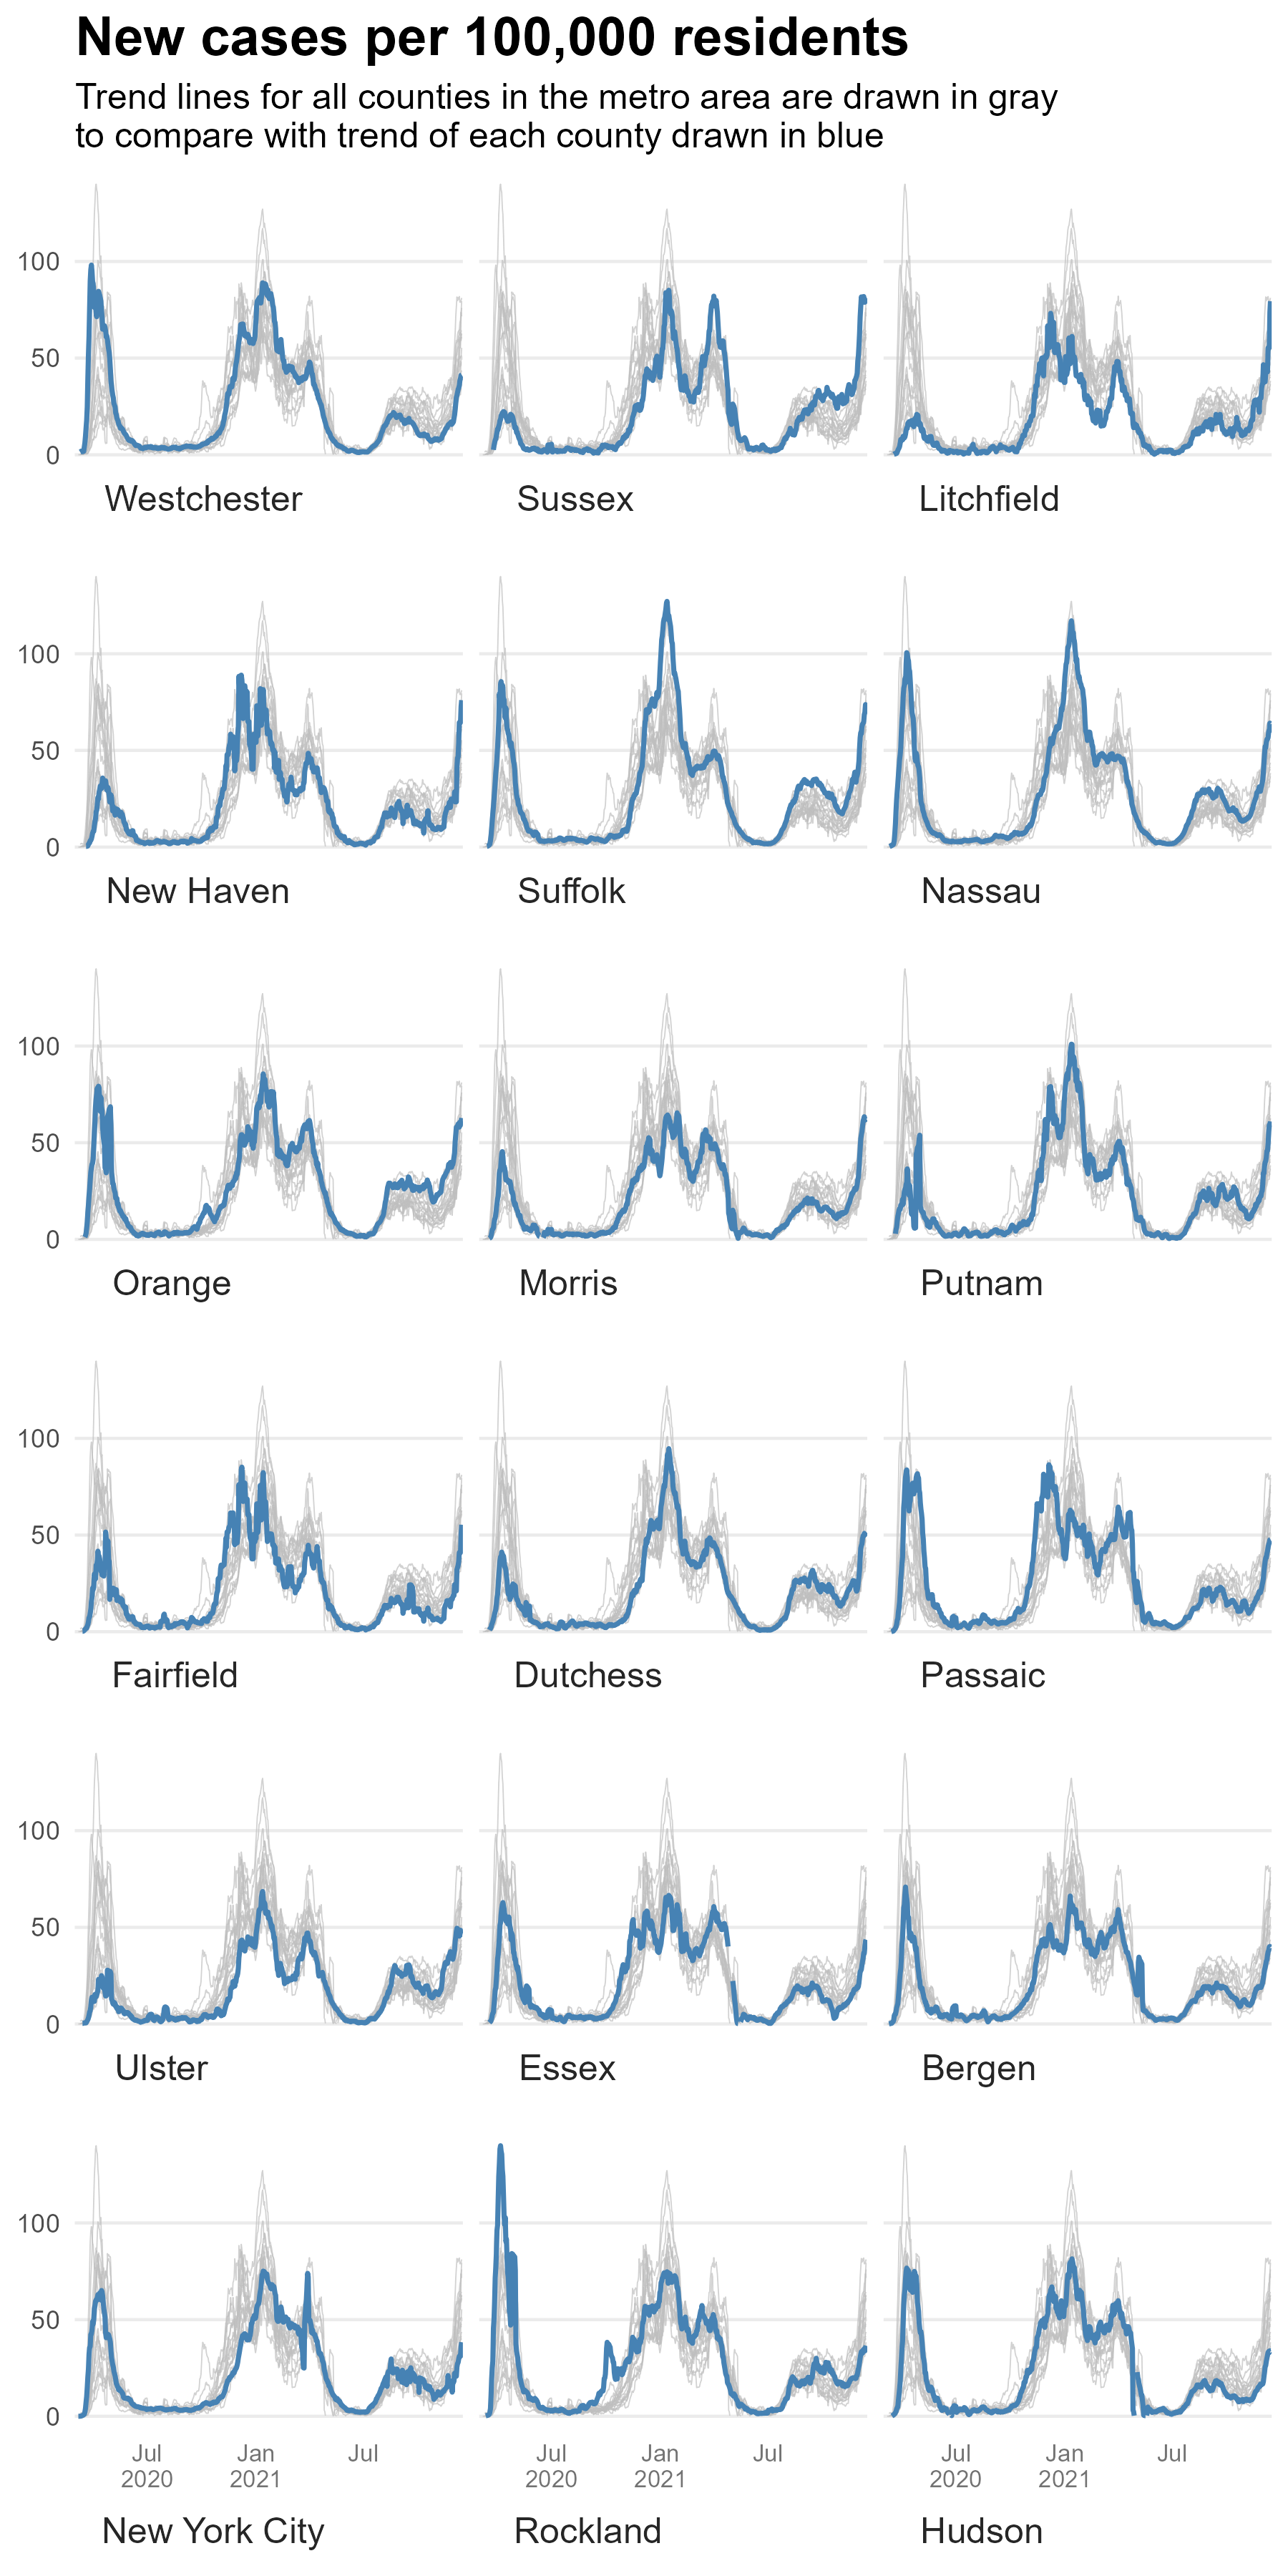 New cases per 100,000 residents
Trend lines for all counties in the metro area are drawn in gray
to compare with trend of each county drawn in blue
100
50
0
Westchester
Sussex
Litchfield
100
50
0
New Haven
Suffolk
Nassau
100
50
0
Orange
Morris
Putnam
100
50
0
Fairfield
Dutchess
Passaic
100
50
0
Ulster
Essex
Bergen
100
50
0
Jul Jan Jul
2020 2021
Jul Jan Jul
2020 2021
Jul Jan Jul
2020 2021
New York City
Rockland
Hudson